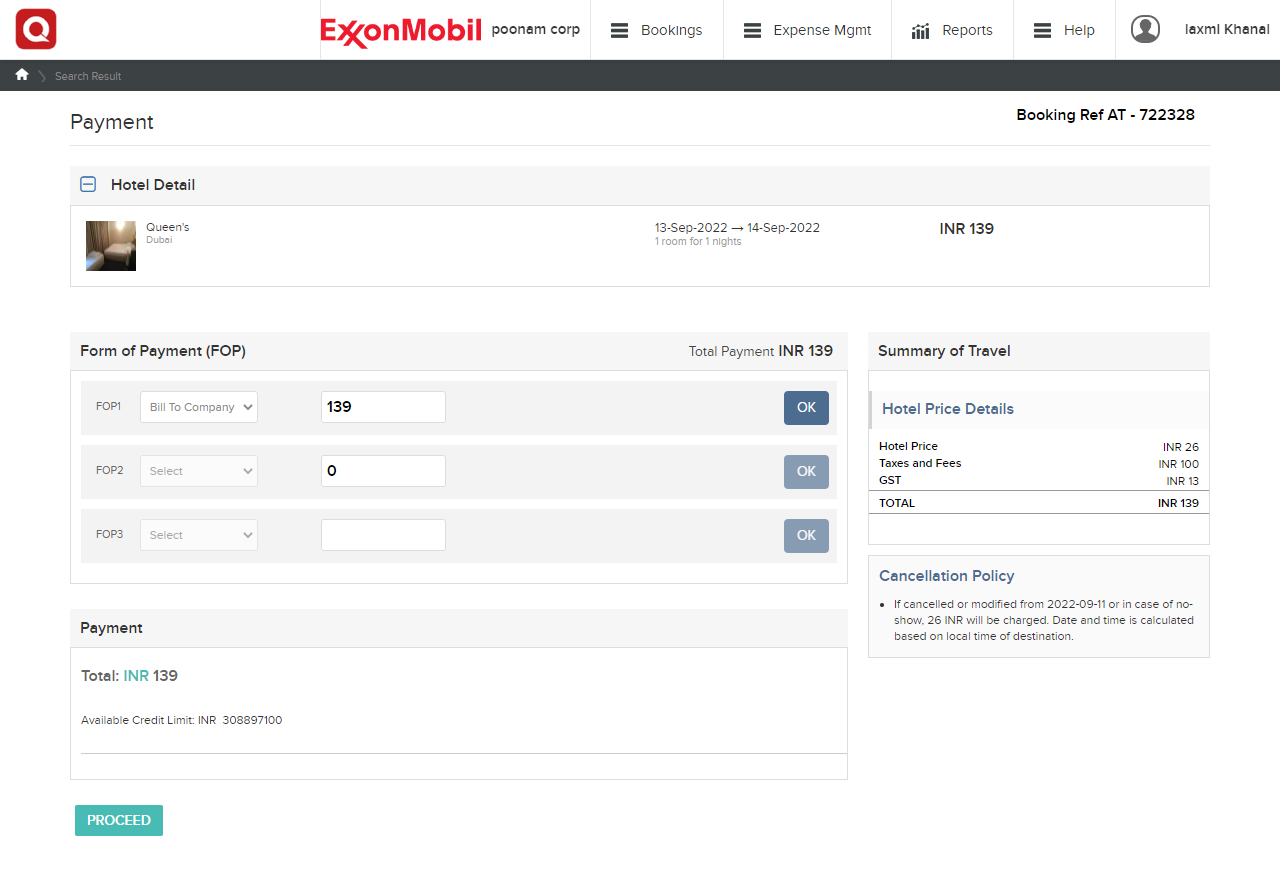 Q
ExxonMobil poonam corp Bookings Expense Mgmt Reports Help laxmi Khanal
Search Result
Payment
Booking Ref AT - 722328
Hotel Detail
Queen's
Dubai
13-Sep-2022 → 14-Sep-2022
1 room for 1 nights
INR 139
Form of Payment (FOP)
Total Payment INR 139
FOP1 Bill To Company 139 OK
FOP2 Select 0 OK
FOP3 Select OK
Summary of Travel
Hotel Price Details
Hotel Price INR 26
Taxes and Fees INR 100
GST INR 13
TOTAL INR 139
Cancellation Policy
If cancelled or modified from 2022-09-11 or in case of no-
show, 26 INR will be charged. Date and time is calculated
based on local time of destination.
Payment
Total: INR 139
Available Credit Limit: INR 308897100
PROCEED